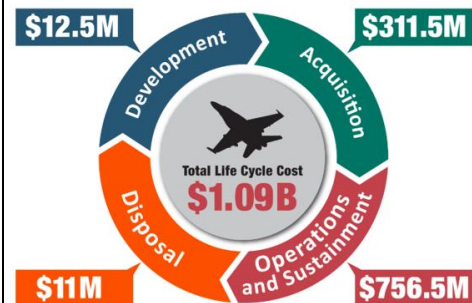 $12.5M
$311.5M
Development
Acquisition
Total Life Cycle Cost
$1.09B
Disposal
Operations
and Sustainment
$11M
$756.5M